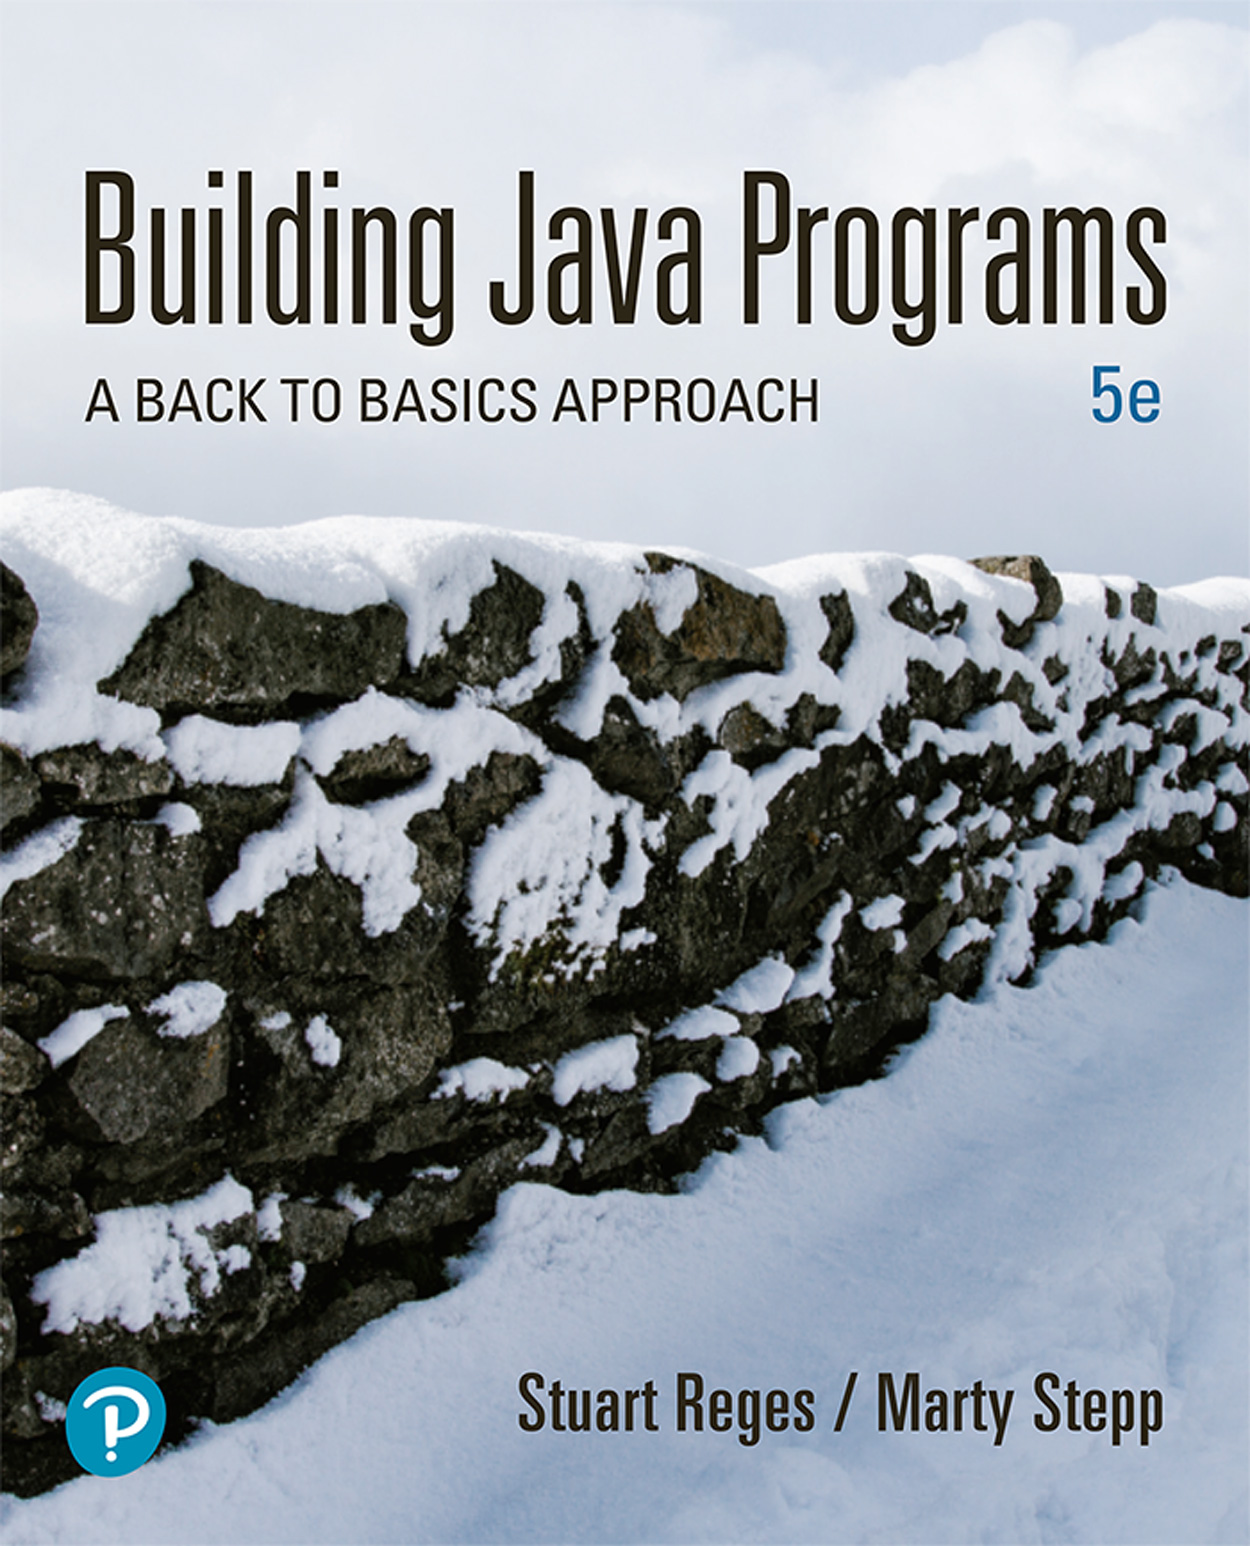 Building Java Programs
A BACK TO BASICS APPROACH 5e
Stuart Reges / Marty Stepp